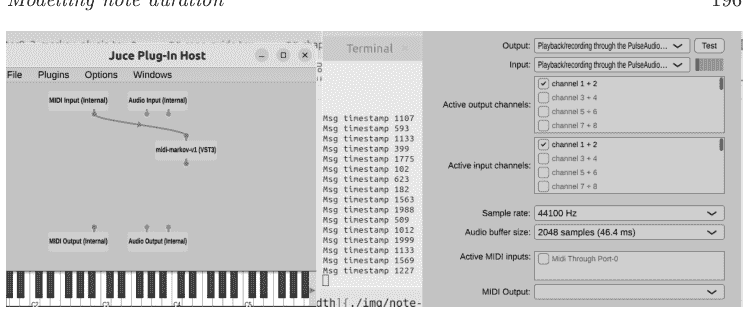 Modelling note duration 196
Juce Plug-In Host
File Plugins Options Windows
MIDI Input (Internal) Audio Input (Internal)
midi-markov-v1 (VST3)
MIDI Output (Internal) Audio Output (Internal)
C2 C3 C4 C5
Terminal
Msg timestamp 1107
Msg timestamp 593
Msg timestamp 1133
Msg timestamp 399
Msg timestamp 1775
Msg timestamp 102
Msg timestamp 623
Msg timestamp 182
Msg timestamp 1563
Msg timestamp 1988
Msg timestamp 509
Msg timestamp 1012
Msg timestamp 1999
Msg timestamp 1133
Msg timestamp 1569
Msg timestamp 1227
dth]{./img/note-
Output: Playback/recording through the PulseAudio... Test
Input: Playback/recording through the PulseAudio...
Active output channels:
channel 1 + 2
channel 3 + 4
channel 5 + 6
channel 7 + 8
Active input channels:
channel 1 + 2
channel 3 + 4
channel 5 + 6
channel 7 + 8
Sample rate: 44100 Hz
Audio buffer size: 2048 samples (46.4 ms)
Active MIDI inputs: Midi Through Port-0
MIDI Output: